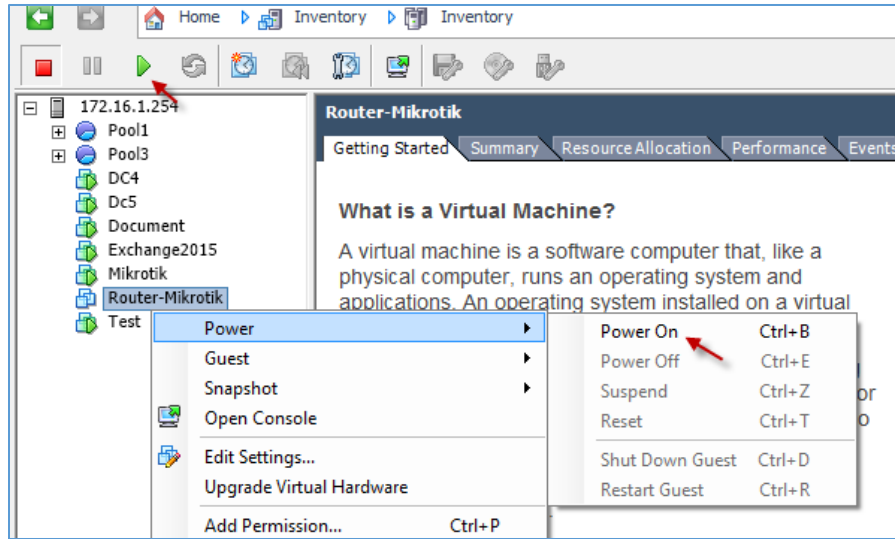 Home Inventory Inventory
172.16.1.254
Pool1
Pool3
DC4
Dc5
Document
Exchange2015
Mikrotik
Router-Mikrotik
Test
Router-Mikrotik
Getting Started Summary Resource Allocation Performance Events
What is a Virtual Machine?
A virtual machine is a software computer that, like a
physical computer, runs an operating system and
applications. An operating system installed on a virtual
or
o
Power
Guest
Snapshot
Open Console
Edit Settings...
Upgrade Virtual Hardware
Add Permission... Ctrl+P
Power On Ctrl+B
Power Off Ctrl+E
Suspend Ctrl+Z
Reset Ctrl+T
Shut Down Guest Ctrl+D
Restart Guest Ctrl+R